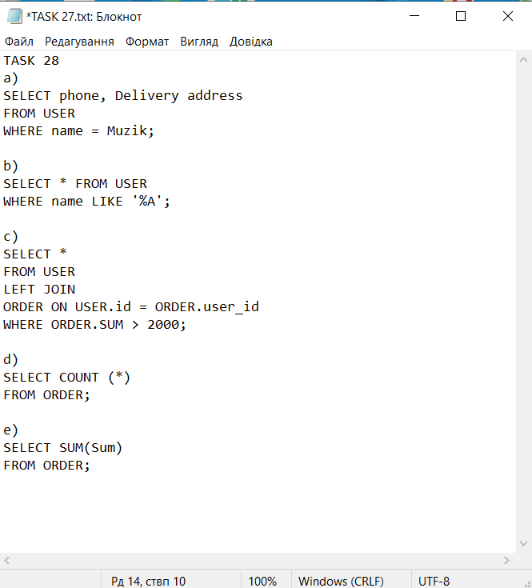 *TASK 27.txt: Блокнот
Файл Редагування Формат Вигляд Довідка
TASK 28
a)
SELECT phone, Delivery address
FROM USER
WHERE name = Muzik;
b)
SELECT * FROM USER
WHERE name LIKE '%A';
c)
SELECT *
FROM USER
LEFT JOIN
ORDER ON USER.id = ORDER.user_id
WHERE ORDER.SUM > 2000;
d)
SELECT COUNT (*)
FROM ORDER;
e)
SELECT SUM(Sum)
FROM ORDER;
Рд 14, ствп 10 100% Windows (CRLF) UTF-8